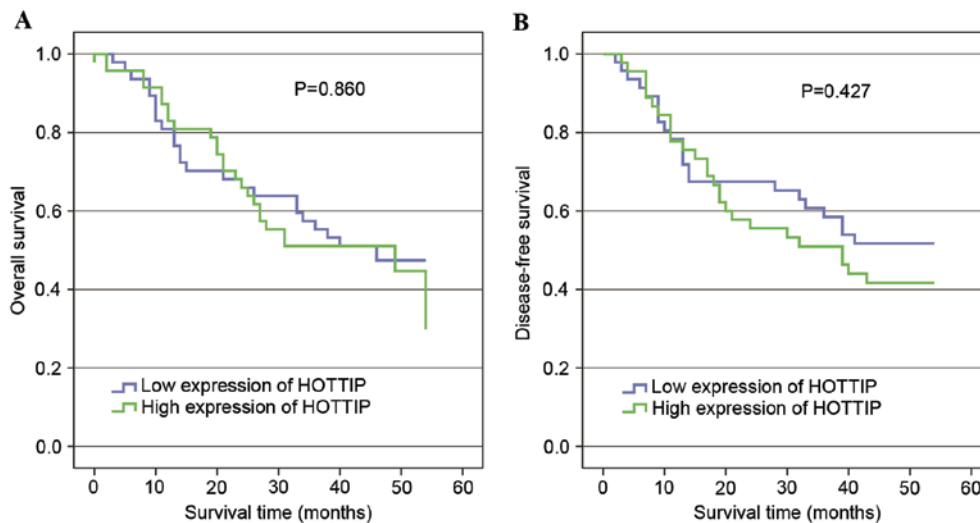 A
P=0.860
Overall survival
1.0
0.8
0.6
0.4
0.2
0.0
Low expression of HOTTIP
High expression of HOTTIP
0 10 20 30 40 50 60
Survival time (months)
B
P=0.427
Disease-free survival
1.0
0.8
0.6
0.4
0.2
0.0
Low expression of HOTTIP
High expression of HOTTIP
0 10 20 30 40 50 60
Survival time (months)